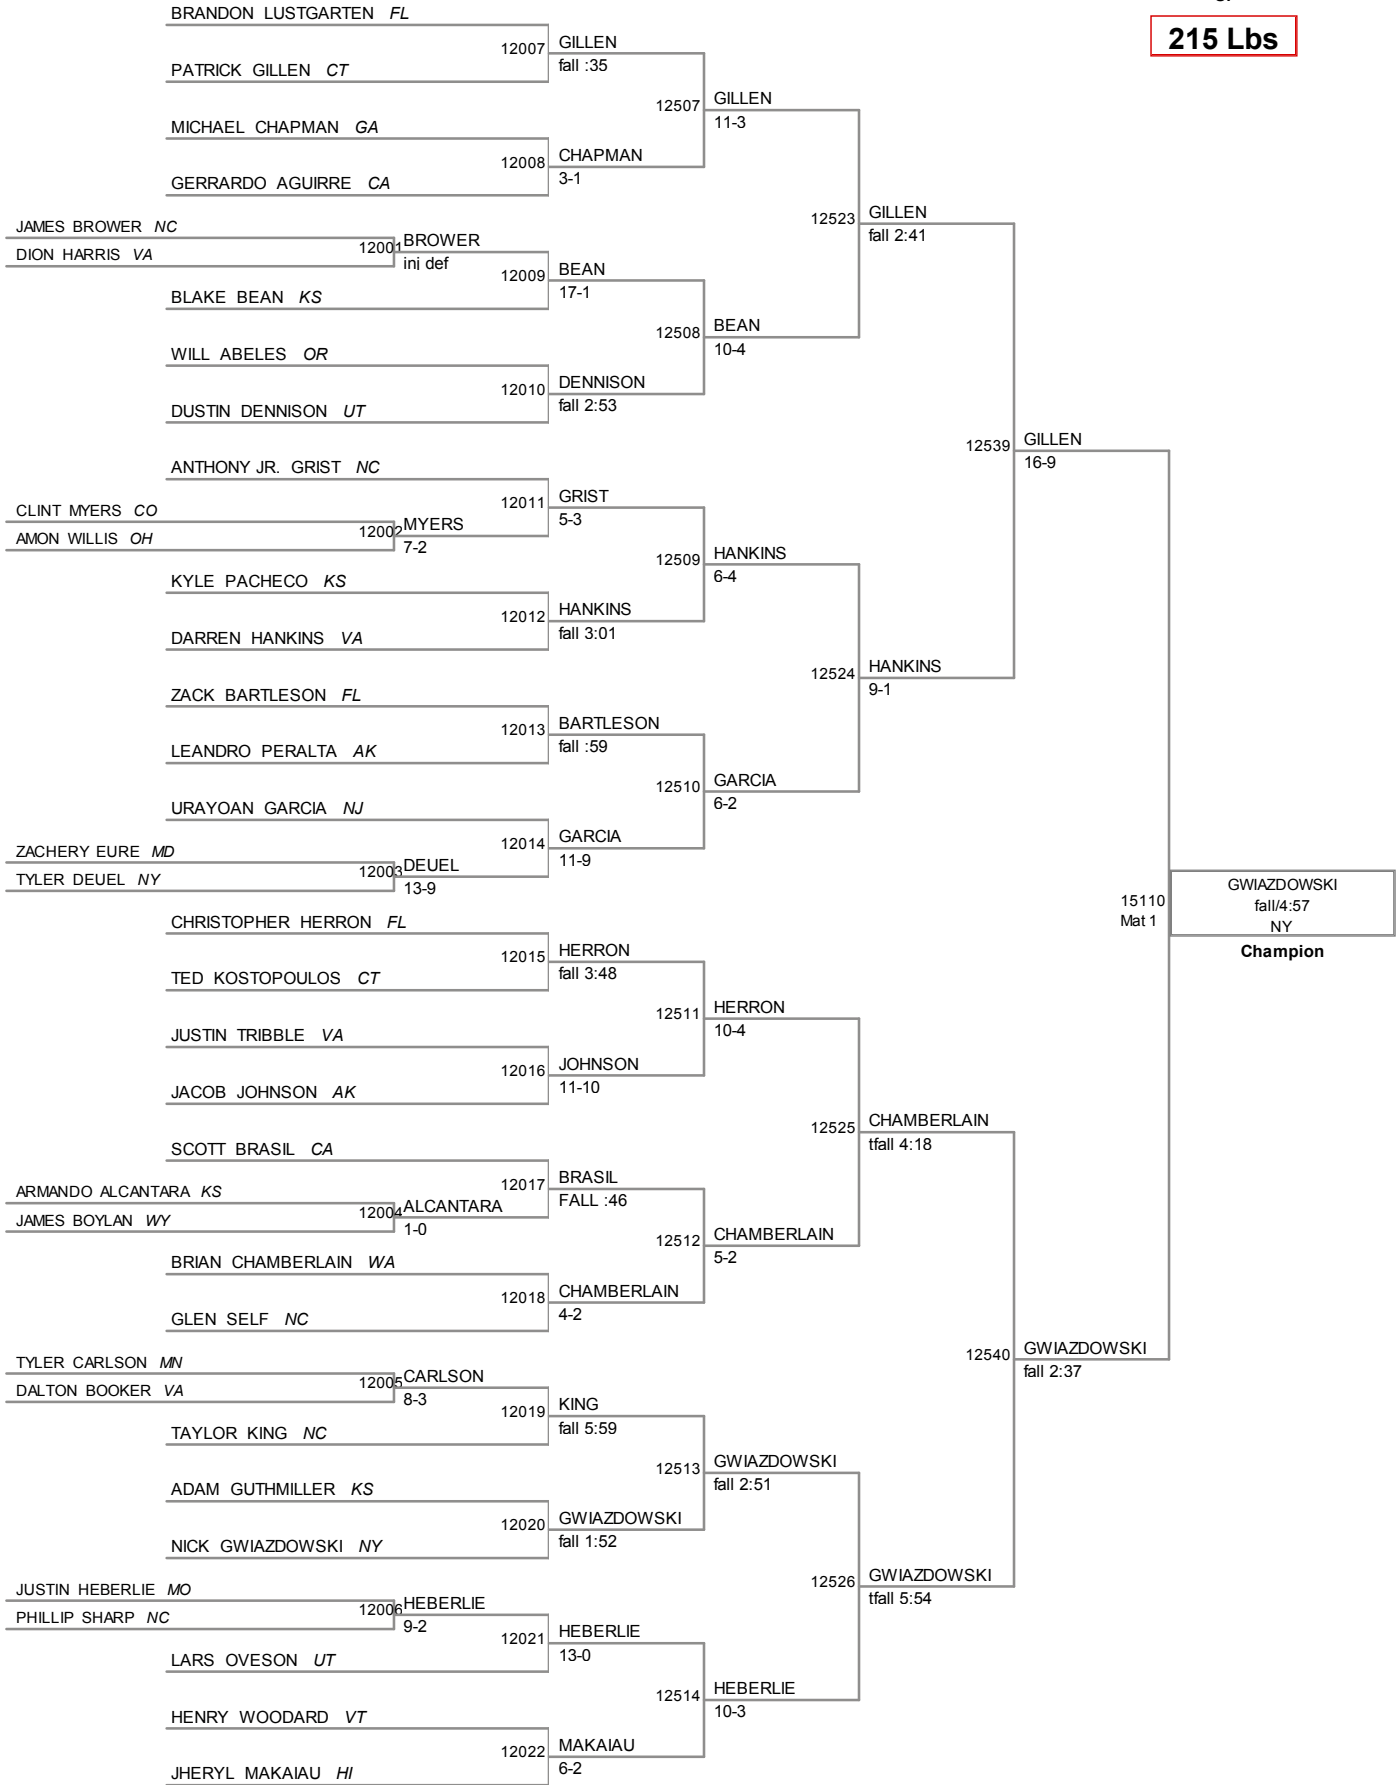 215 Lbs
BRANDON LUSTGARTEN FL
12007 GILLEN
fall :35
PATRICK GILLEN CT
12507 GILLEN
11-3
MICHAEL CHAPMAN GA
12008 CHAPMAN
3-1
GERRARDO AGUIRRE CA
12523 GILLEN
fall 2:41
JAMES BROWER NC
12001 BROWER
inj def
DION HARRIS VA
12009 BEAN
17-1
BLAKE BEAN KS
12508 BEAN
10-4
WILL ABELES OR
12010 DENNISON
fall 2:53
DUSTIN DENNISON UT
12539 GILLEN
16-9
ANTHONY JR. GRIST NC
12011 GRIST
5-3
CLINT MYERS CO
12002 MYERS
7-2
AMON WILLIS OH
12509 HANKINS
6-4
KYLE PACHECO KS
12012 HANKINS
fall 3:01
DARREN HANKINS VA
12524 HANKINS
9-1
ZACK BARTLESON FL
12013 BARTLESON
fall :59
LEANDRO PERALTA AK
12510 GARCIA
6-2
URAYOAN GARCIA NJ
12014 GARCIA
11-9
ZACHERY EURE MD
12003 DEUEL
13-9
TYLER DEUEL NY
15110
Mat 1
GWIAZDOWSKI
fall/4:57
NY
Champion
CHRISTOPHER HERRON FL
12015 HERRON
fall 3:48
TED KOSTOPOULOS CT
12511 HERRON
10-4
JUSTIN TRIBBLE VA
12016 JOHNSON
11-10
JACOB JOHNSON AK
12525 CHAMBERLAIN
tfall 4:18
SCOTT BRASIL CA
12017 BRASIL
FALL :46
ARMANDO ALCANTARA KS
12004 ALCANTARA
1-0
JAMES BOYLAN WY
12512 CHAMBERLAIN
5-2
BRIAN CHAMBERLAIN WA
12018 CHAMBERLAIN
4-2
GLEN SELF NC
12540 GWIAZDOWSKI
fall 2:37
TYLER CARLSON MN
12005 CARLSON
8-3
DALTON BOOKER VA
12019 KING
fall 5:59
TAYLOR KING NC
12513 GWIAZDOWSKI
fall 2:51
ADAM GUTHMILLER KS
12020 GWIAZDOWSKI
fall 1:52
NICK GWIAZDOWSKI NY
12526 GWIAZDOWSKI
tfall 5:54
JUSTIN HEBERLIE MO
12006 HEBERLIE
9-2
PHILLIP SHARP NC
12021 HEBERLIE
13-0
LARS OVESON UT
12514 HEBERLIE
10-3
HENRY WOODARD VT
12022 MAKAIAU
6-2
JHERYL MAKAIAU HI